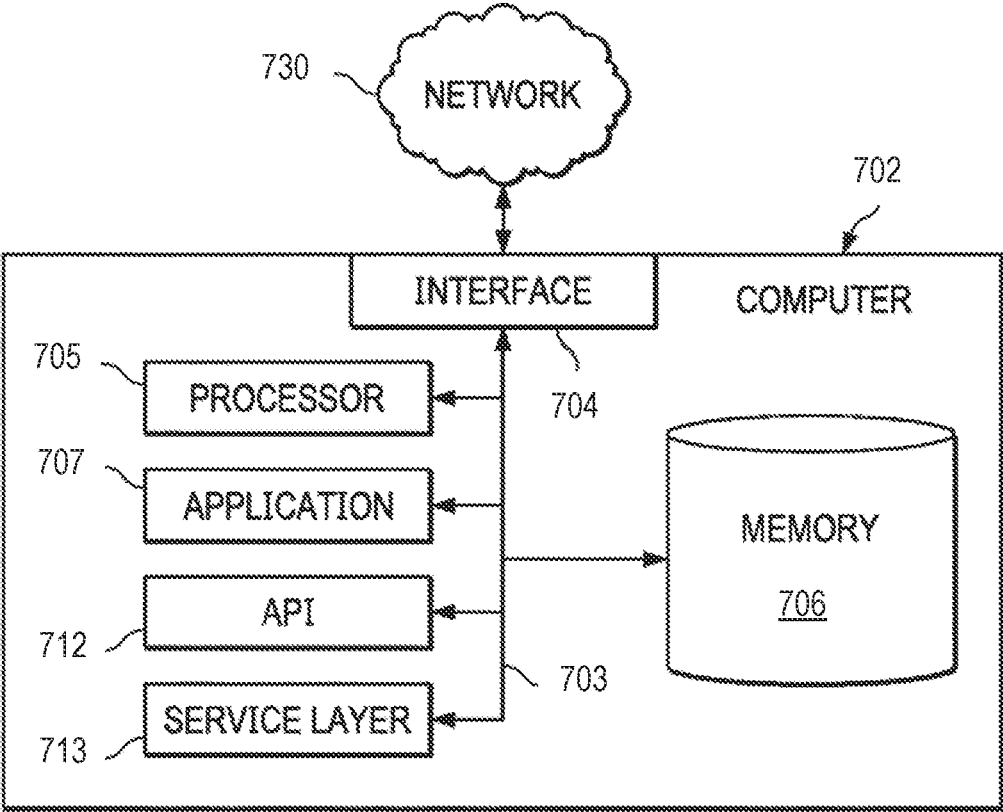 730
NETWORK
702
INTERFACE
COMPUTER
705
PROCESSOR
704
707
APPLICATION
MEMORY
706
API
712
703
SERVICE LAYER
713